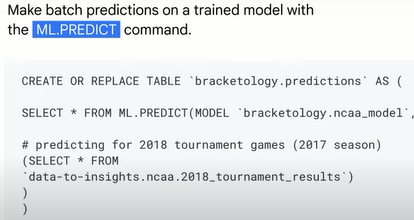 Make batch predictions on a trained model with
the ML.PREDICT command.
CREATE OR REPLACE TABLE `bracketology.predictions` AS (
SELECT * FROM ML.PREDICT(MODEL `bracketology.ncaa_model`,
# predicting for 2018 tournament games (2017 season)
(SELECT * FROM
`data-to-insights.ncaa.2018_tournament_results`)
)
)